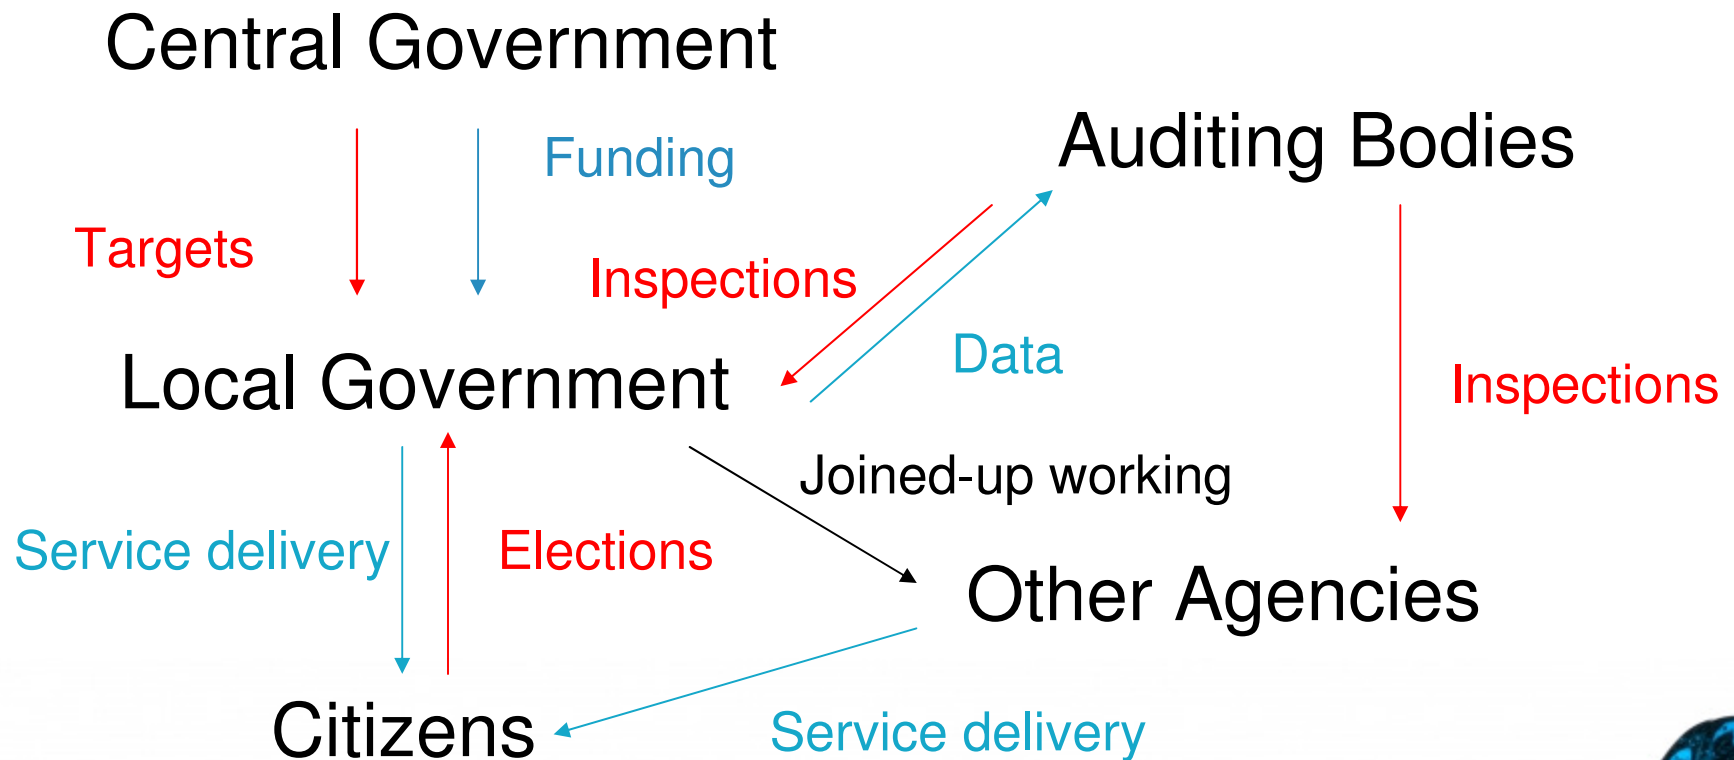 Central Government
Auditing Bodies
Funding
Targets
Inspections
Data
Local Government
Inspections
Joined-up working
Service delivery
Elections
Other Agencies
Citizens
Service delivery